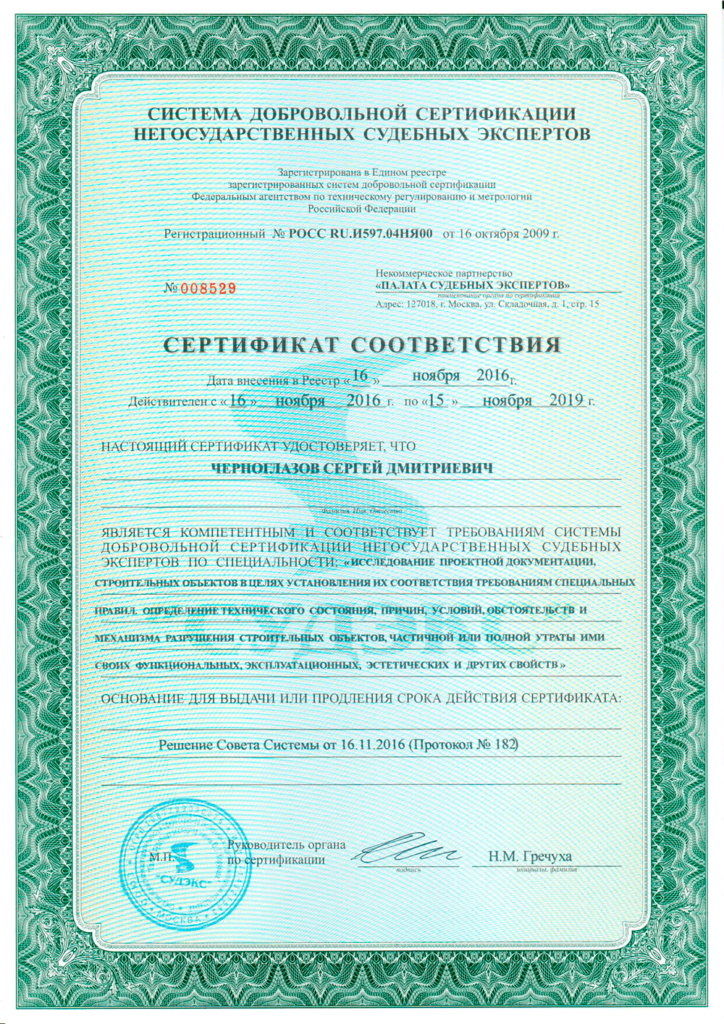 СИСТЕМА ДОБРОВОЛЬНОЙ СЕРТИФИКАЦИИ
НЕГОСУДАРСТВЕННЫХ СУДЕБНЫХ ЭКСПЕРТОВ
Зарегистрирована в Едином реестре
зарегистрированных систем добровольной сертификации
Федеральным агентством по техническому регулированию и метрологии
Российской Федерации
Регистрационный № РОСС RU.И597.04НЯ00 от 16 октября 2009 г.
№ 008529
Некоммерческое партнерство
«ПАЛАТА СУДЕБНЫХ ЭКСПЕРТОВ»
наименование органа по сертификации
Адрес: 127018, г. Москва, ул. Складочная, д. 1, стр. 15
СЕРТИФИКАТ СООТВЕТСТВИЯ
Дата внесения в Реестр «16 » ноября 2016г.
Действителен с «16 » ноября 2016 г. по «15 » ноября 2019 г.
НАСТОЯЩИЙ СЕРТИФИКАТ УДОСТОВЕРЯЕТ, ЧТО
ЧЕРНОГЛАЗОВ СЕРГЕЙ ДМИТРИЕВИЧ
Фамилия, Имя, Отчество
ЯВЛЯЕТСЯ КОМПЕТЕНТНЫМ И СООТВЕТСТВУЕТ ТРЕБОВАНИЯМ СИСТЕМЫ
ДОБРОВОЛЬНОЙ СЕРТИФИКАЦИИ НЕГОСУДАРСТВЕННЫХ СУДЕБНЫХ
ЭКСПЕРТОВ ПО СПЕЦИАЛЬНОСТИ: «ИССЛЕДОВАНИЕ ПРОЕКТНОЙ ДОКУМЕНТАЦИИ,
СТРОИТЕЛЬНЫХ ОБЪЕКТОВ В ЦЕЛЯХ УСТАНОВЛЕНИЯ ИХ СООТВЕТСТВИЯ ТРЕБОВАНИЯМ СПЕЦИАЛЬНЫХ
ПРАВИЛ. ОПРЕДЕЛЕНИЕ ТЕХНИЧЕСКОГО СОСТОЯНИЯ, ПРИЧИН, УСЛОВИЙ, ОБСТОЯТЕЛЬСТВ И
МЕХАНИЗМА РАЗРУШЕНИЯ СТРОИТЕЛЬНЫХ ОБЪЕКТОВ, ЧАСТИЧНОЙ ИЛИ ПОЛНОЙ УТРАТЫ ИМИ
СВОИХ ФУНКЦИОНАЛЬНЫХ, ЭКСПЛУАТАЦИОННЫХ, ЭСТЕТИЧЕСКИХ И ДРУГИХ СВОЙСТВ»
"СУДЭКС"
ОСНОВАНИЕ ДЛЯ ВЫДАЧИ ИЛИ ПРОДЛЕНИЯ СРОКА ДЕЙСТВИЯ СЕРТИФИКАТА:
Решение Совета Системы от 16.11.2016 (Протокол № 182)
М.П.
Руководитель органа
по сертификации
подпись
Н.М. Гречуха
инициалы, фамилия
"СУДЭКС"
МОСКВА